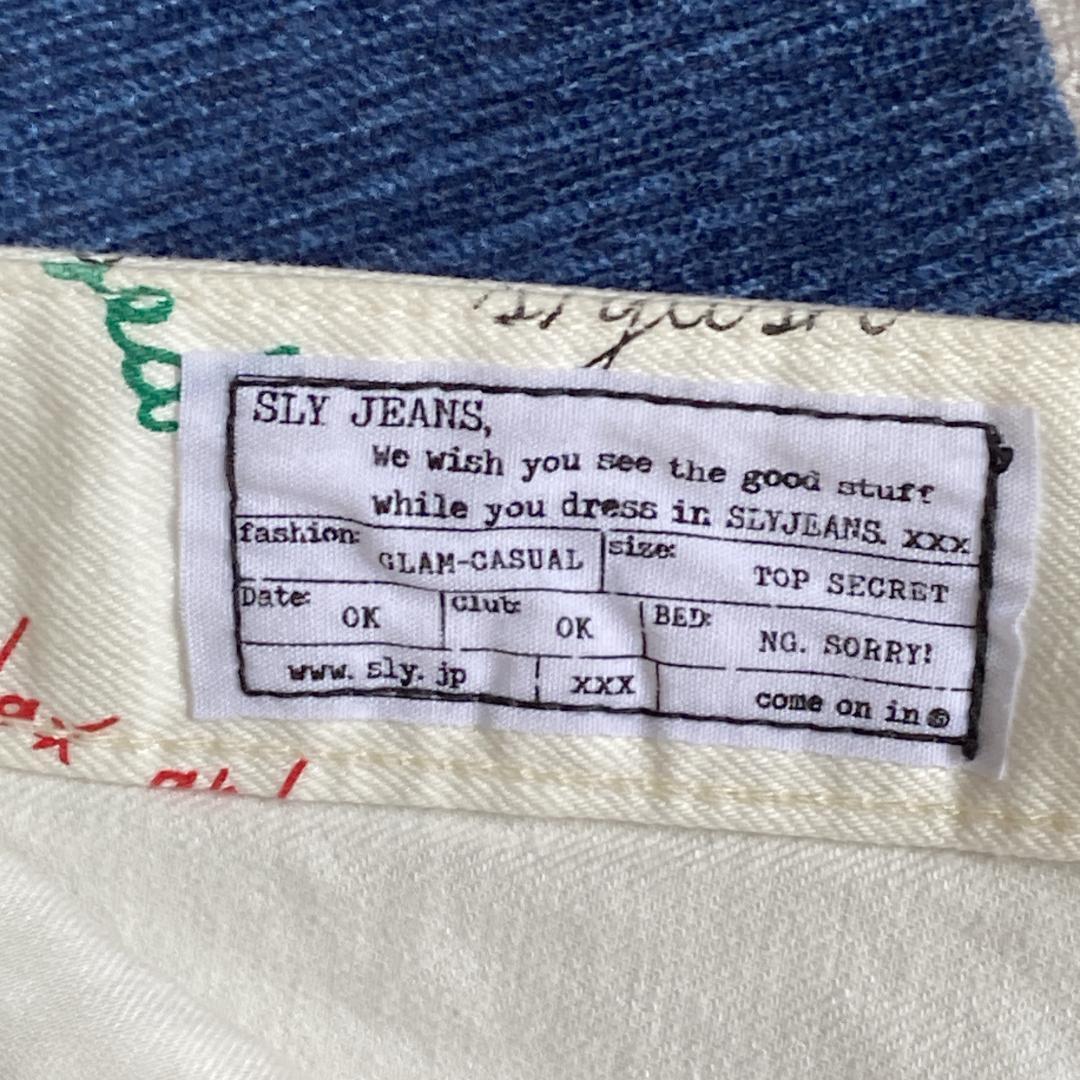 stylish
SLY JEANS,
We wish you see the good stuff
while you dress in SLYJEANS. xxx
fashion: GLAM-CASUAL size: TOP SECRET
Date: OK Club: OK BED: NG. SORRY!
www.sly.jp xxx come on in